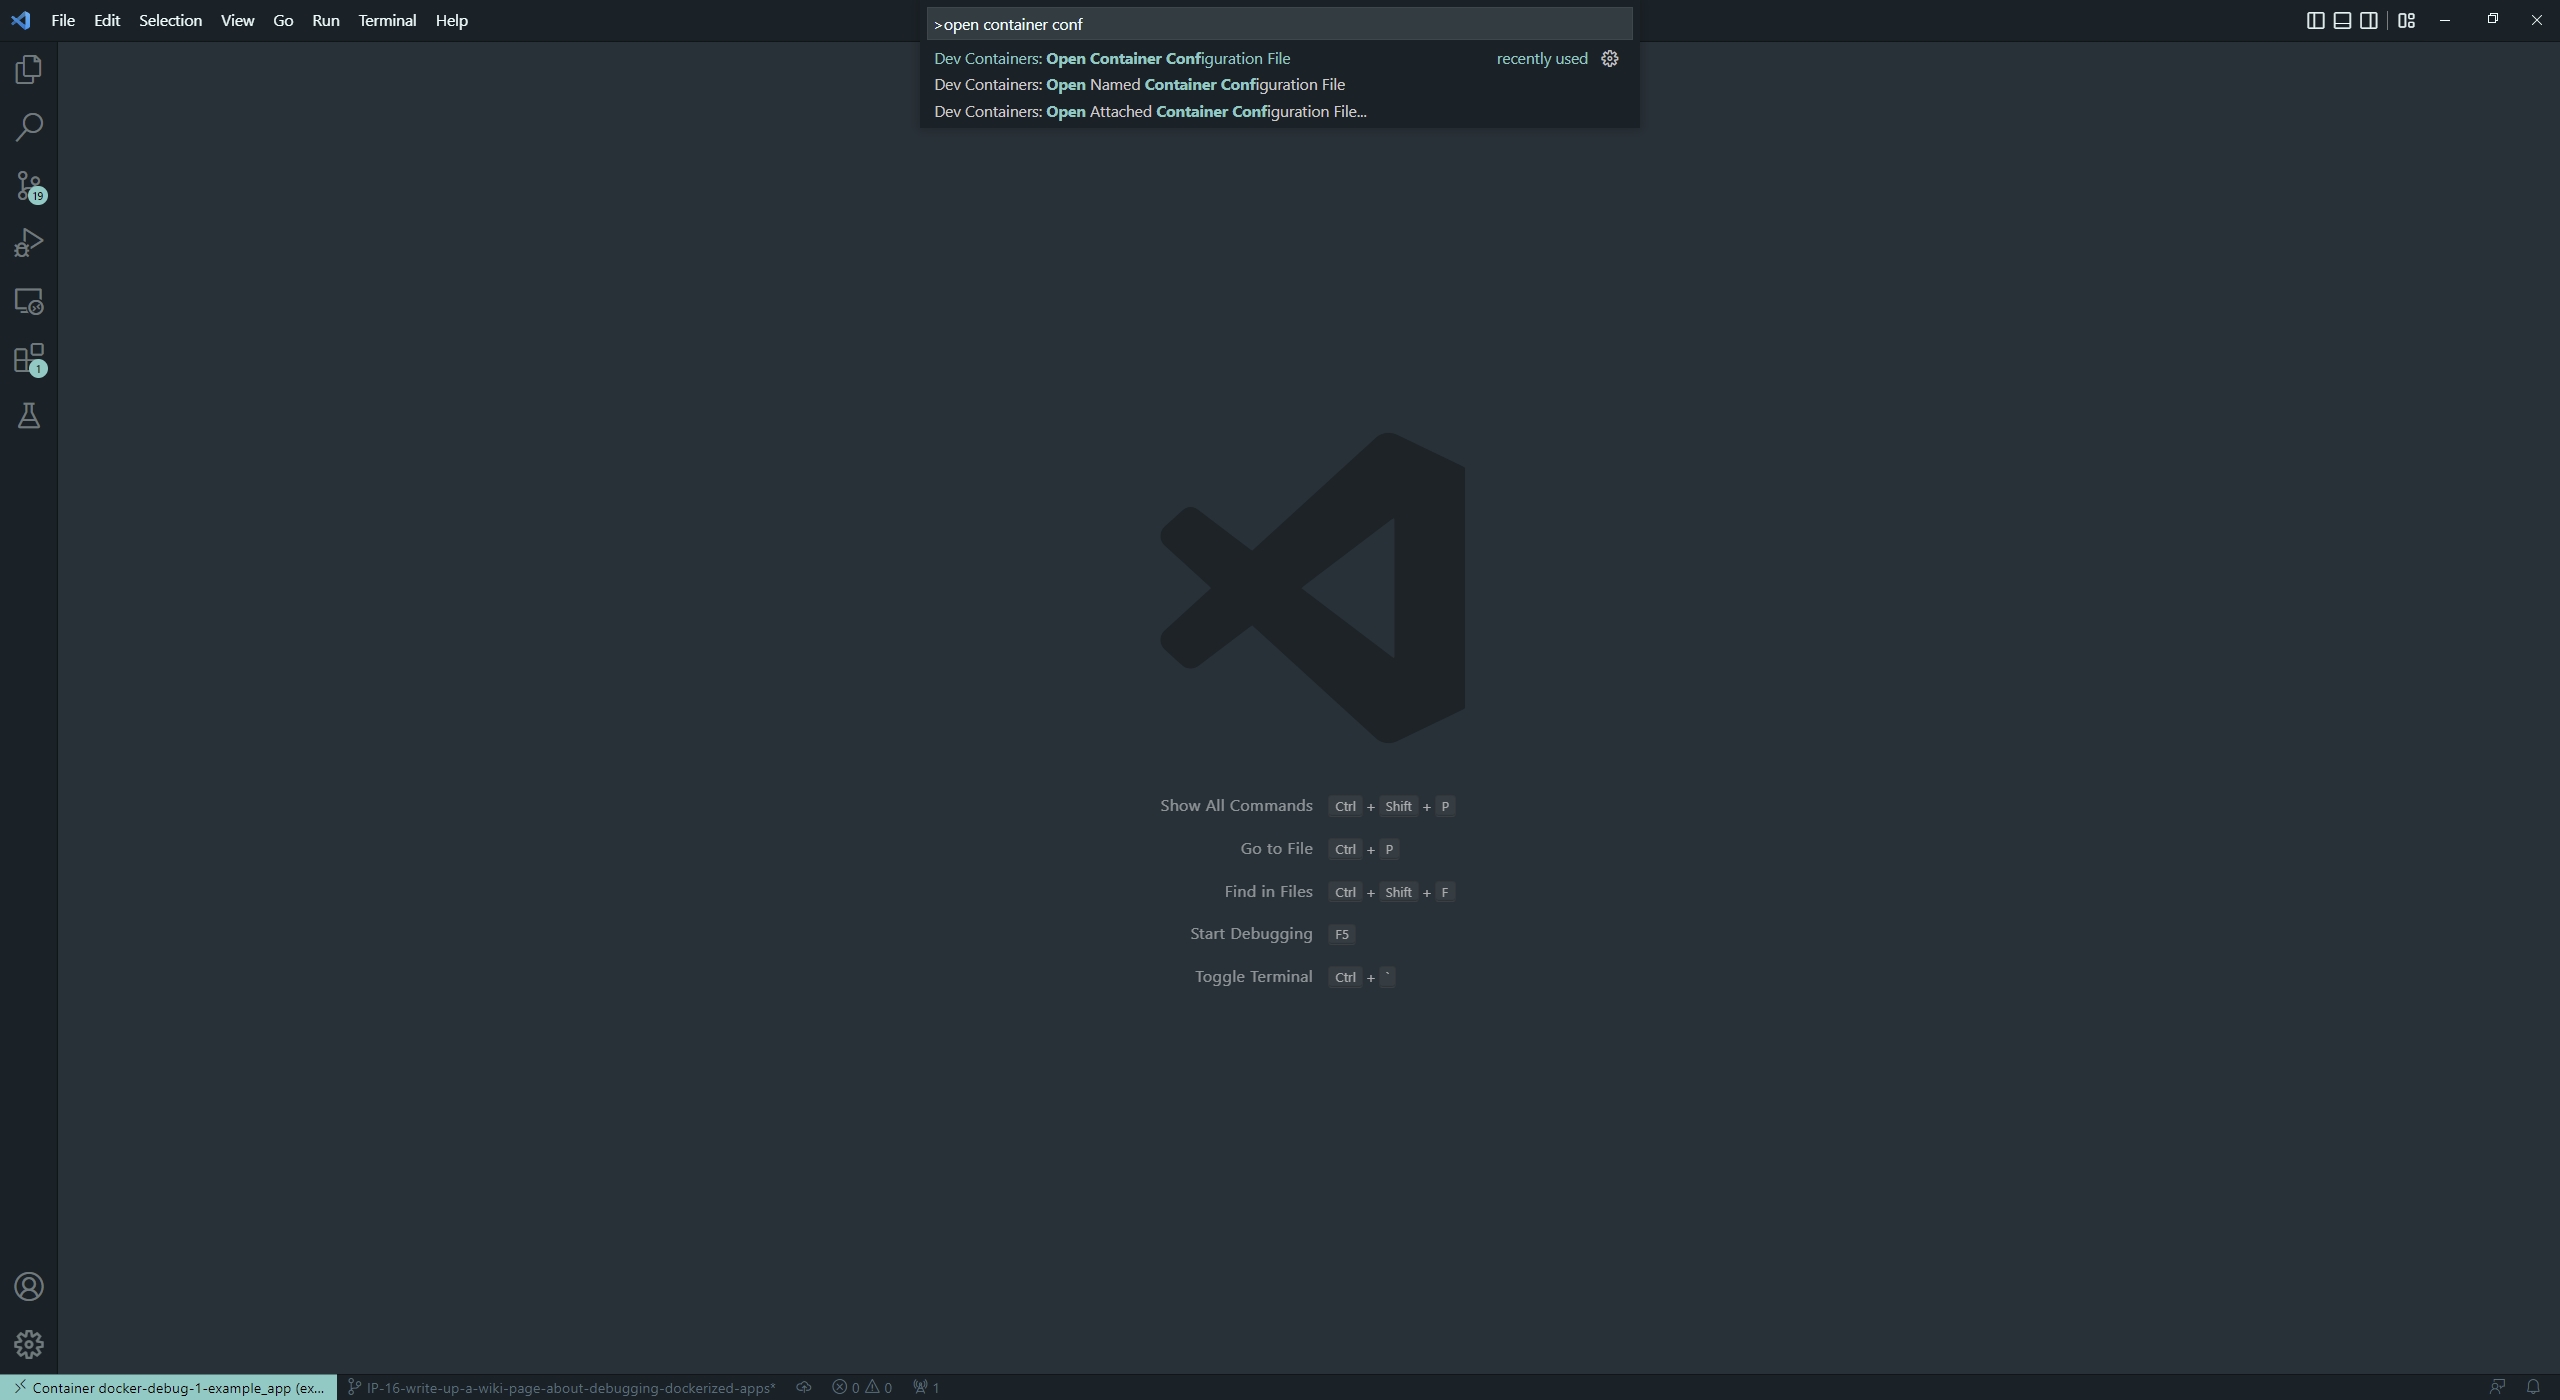 File Edit Selection View Go Run Terminal Help
>open container conf
Dev Containers: Open Container Configuration File recently used
Dev Containers: Open Named Container Configuration File
Dev Containers: Open Attached Container Configuration File...
19
1
Show All Commands Ctrl + Shift + P
Go to File Ctrl + P
Find in Files Ctrl + Shift + F
Start Debugging F5
Toggle Terminal Ctrl + `
Container docker-debug-1-example_app (ex... IP-16-write-up-a-wiki-page-about-debugging-dockerized-apps* 0 0 1